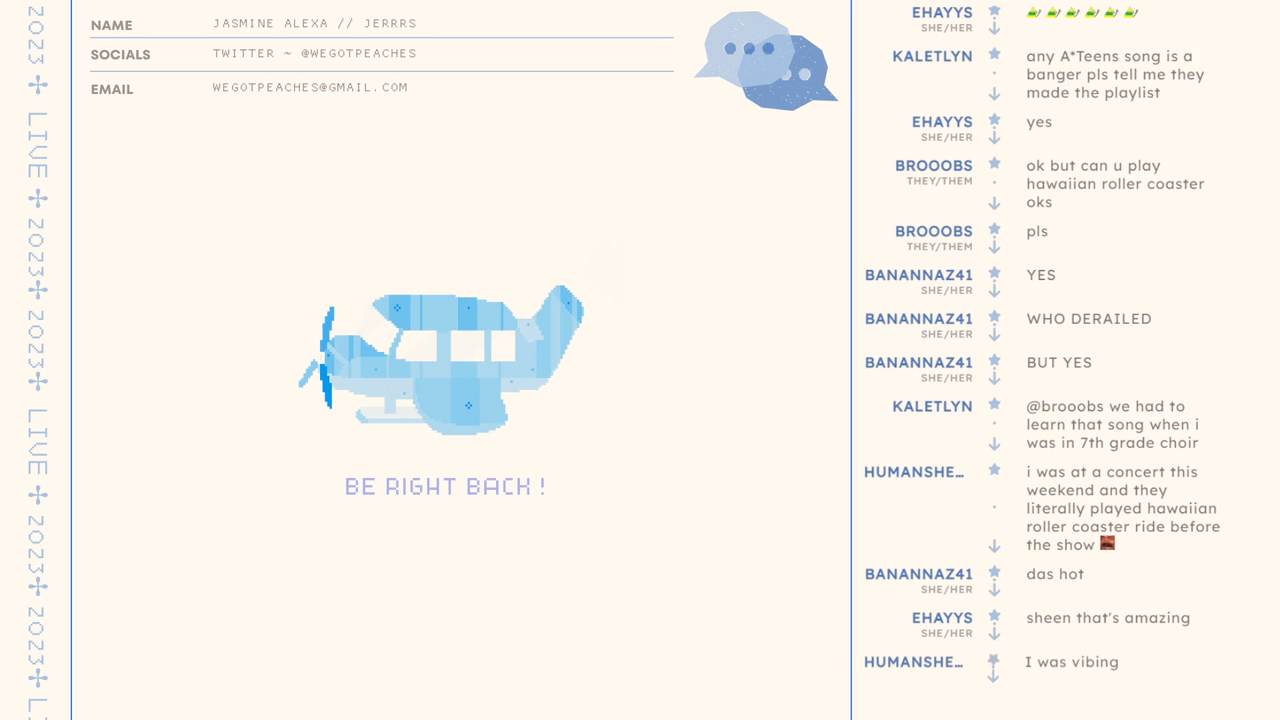 2023 LIVE 2023 2023 LIVE 2023 2023
NAME JASMINE ALEXA // JERRRS
SOCIALS TWITTER ~ @WEGOTPEACHES
EMAIL WEGOTPEACHES@GMAIL.COM
BE RIGHT BACK !
EHAYYS
SHE/HER
KALETLYN any A*Teens song is a
banger pls tell me they
made the playlist
EHAYYS yes
SHE/HER
BROOOBS ok but can u play
THEY/THEM hawaiian roller coaster
oks
BROOOBS pls
THEY/THEM
BANANNAZ41 YES
SHE/HER
BANANNAZ41 WHO DERAILED
SHE/HER
BANANNAZ41 BUT YES
SHE/HER
KALETLYN @brooobs we had to
learn that song when i
was in 7th grade choir
HUMANSHE… i was at a concert this
weekend and they
literally played hawaiian
roller coaster ride before
the show
BANANNAZ41 das hot
SHE/HER
EHAYYS sheen that's amazing
SHE/HER
HUMANSHE… I was vibing